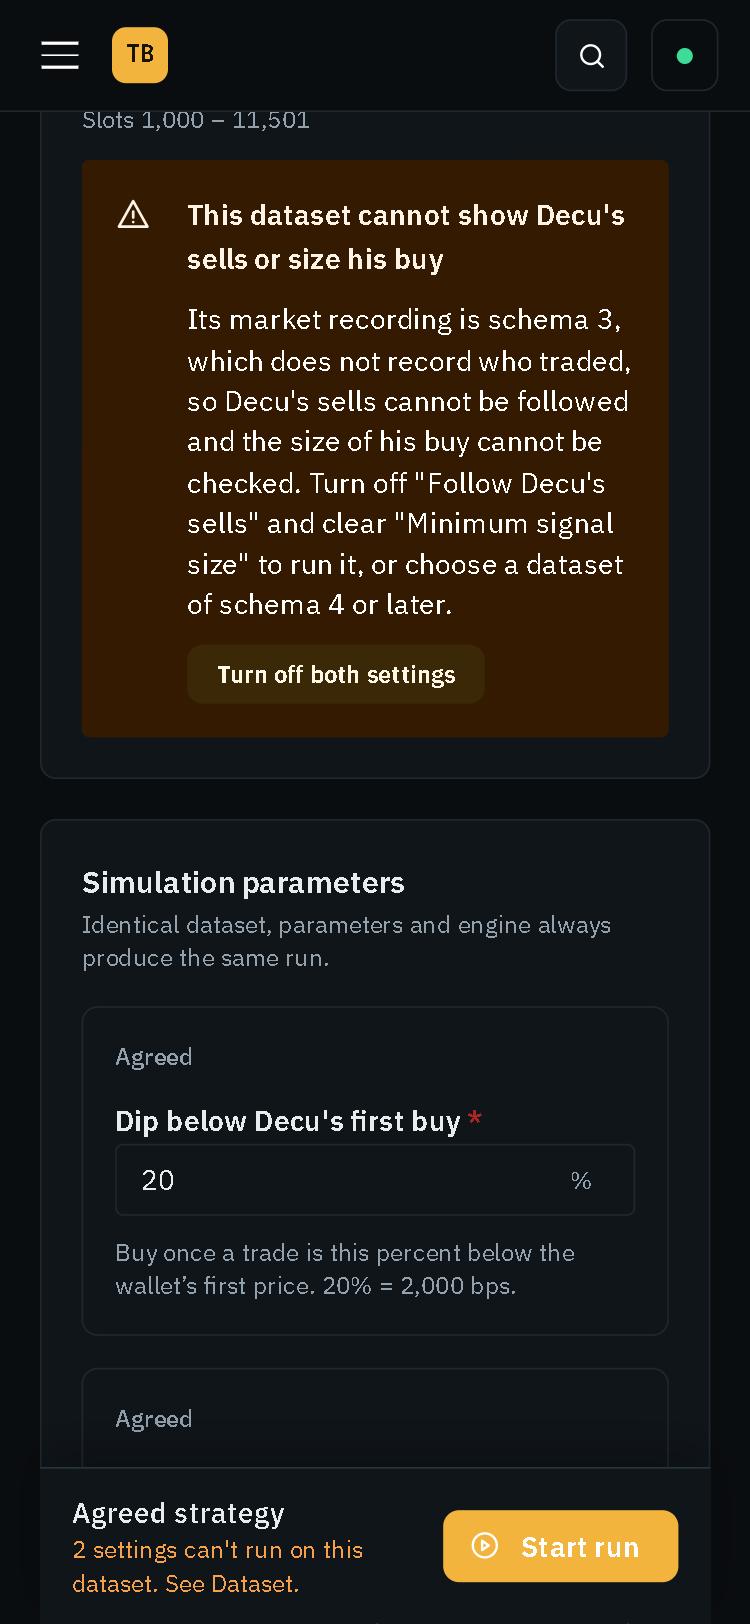 TB
Slots 1,000 – 11,501
This dataset cannot show Decu's
sells or size his buy
Its market recording is schema 3,
which does not record who traded,
so Decu's sells cannot be followed
and the size of his buy cannot be
checked. Turn off "Follow Decu's
sells" and clear "Minimum signal
size" to run it, or choose a dataset
of schema 4 or later.
Turn off both settings
Simulation parameters
Identical dataset, parameters and engine always
produce the same run.
Agreed
Dip below Decu's first buy *
20 %
Buy once a trade is this percent below the
wallet’s first price. 20% = 2,000 bps.
Agreed
Agreed strategy
2 settings can't run on this
dataset. See Dataset.
Start run